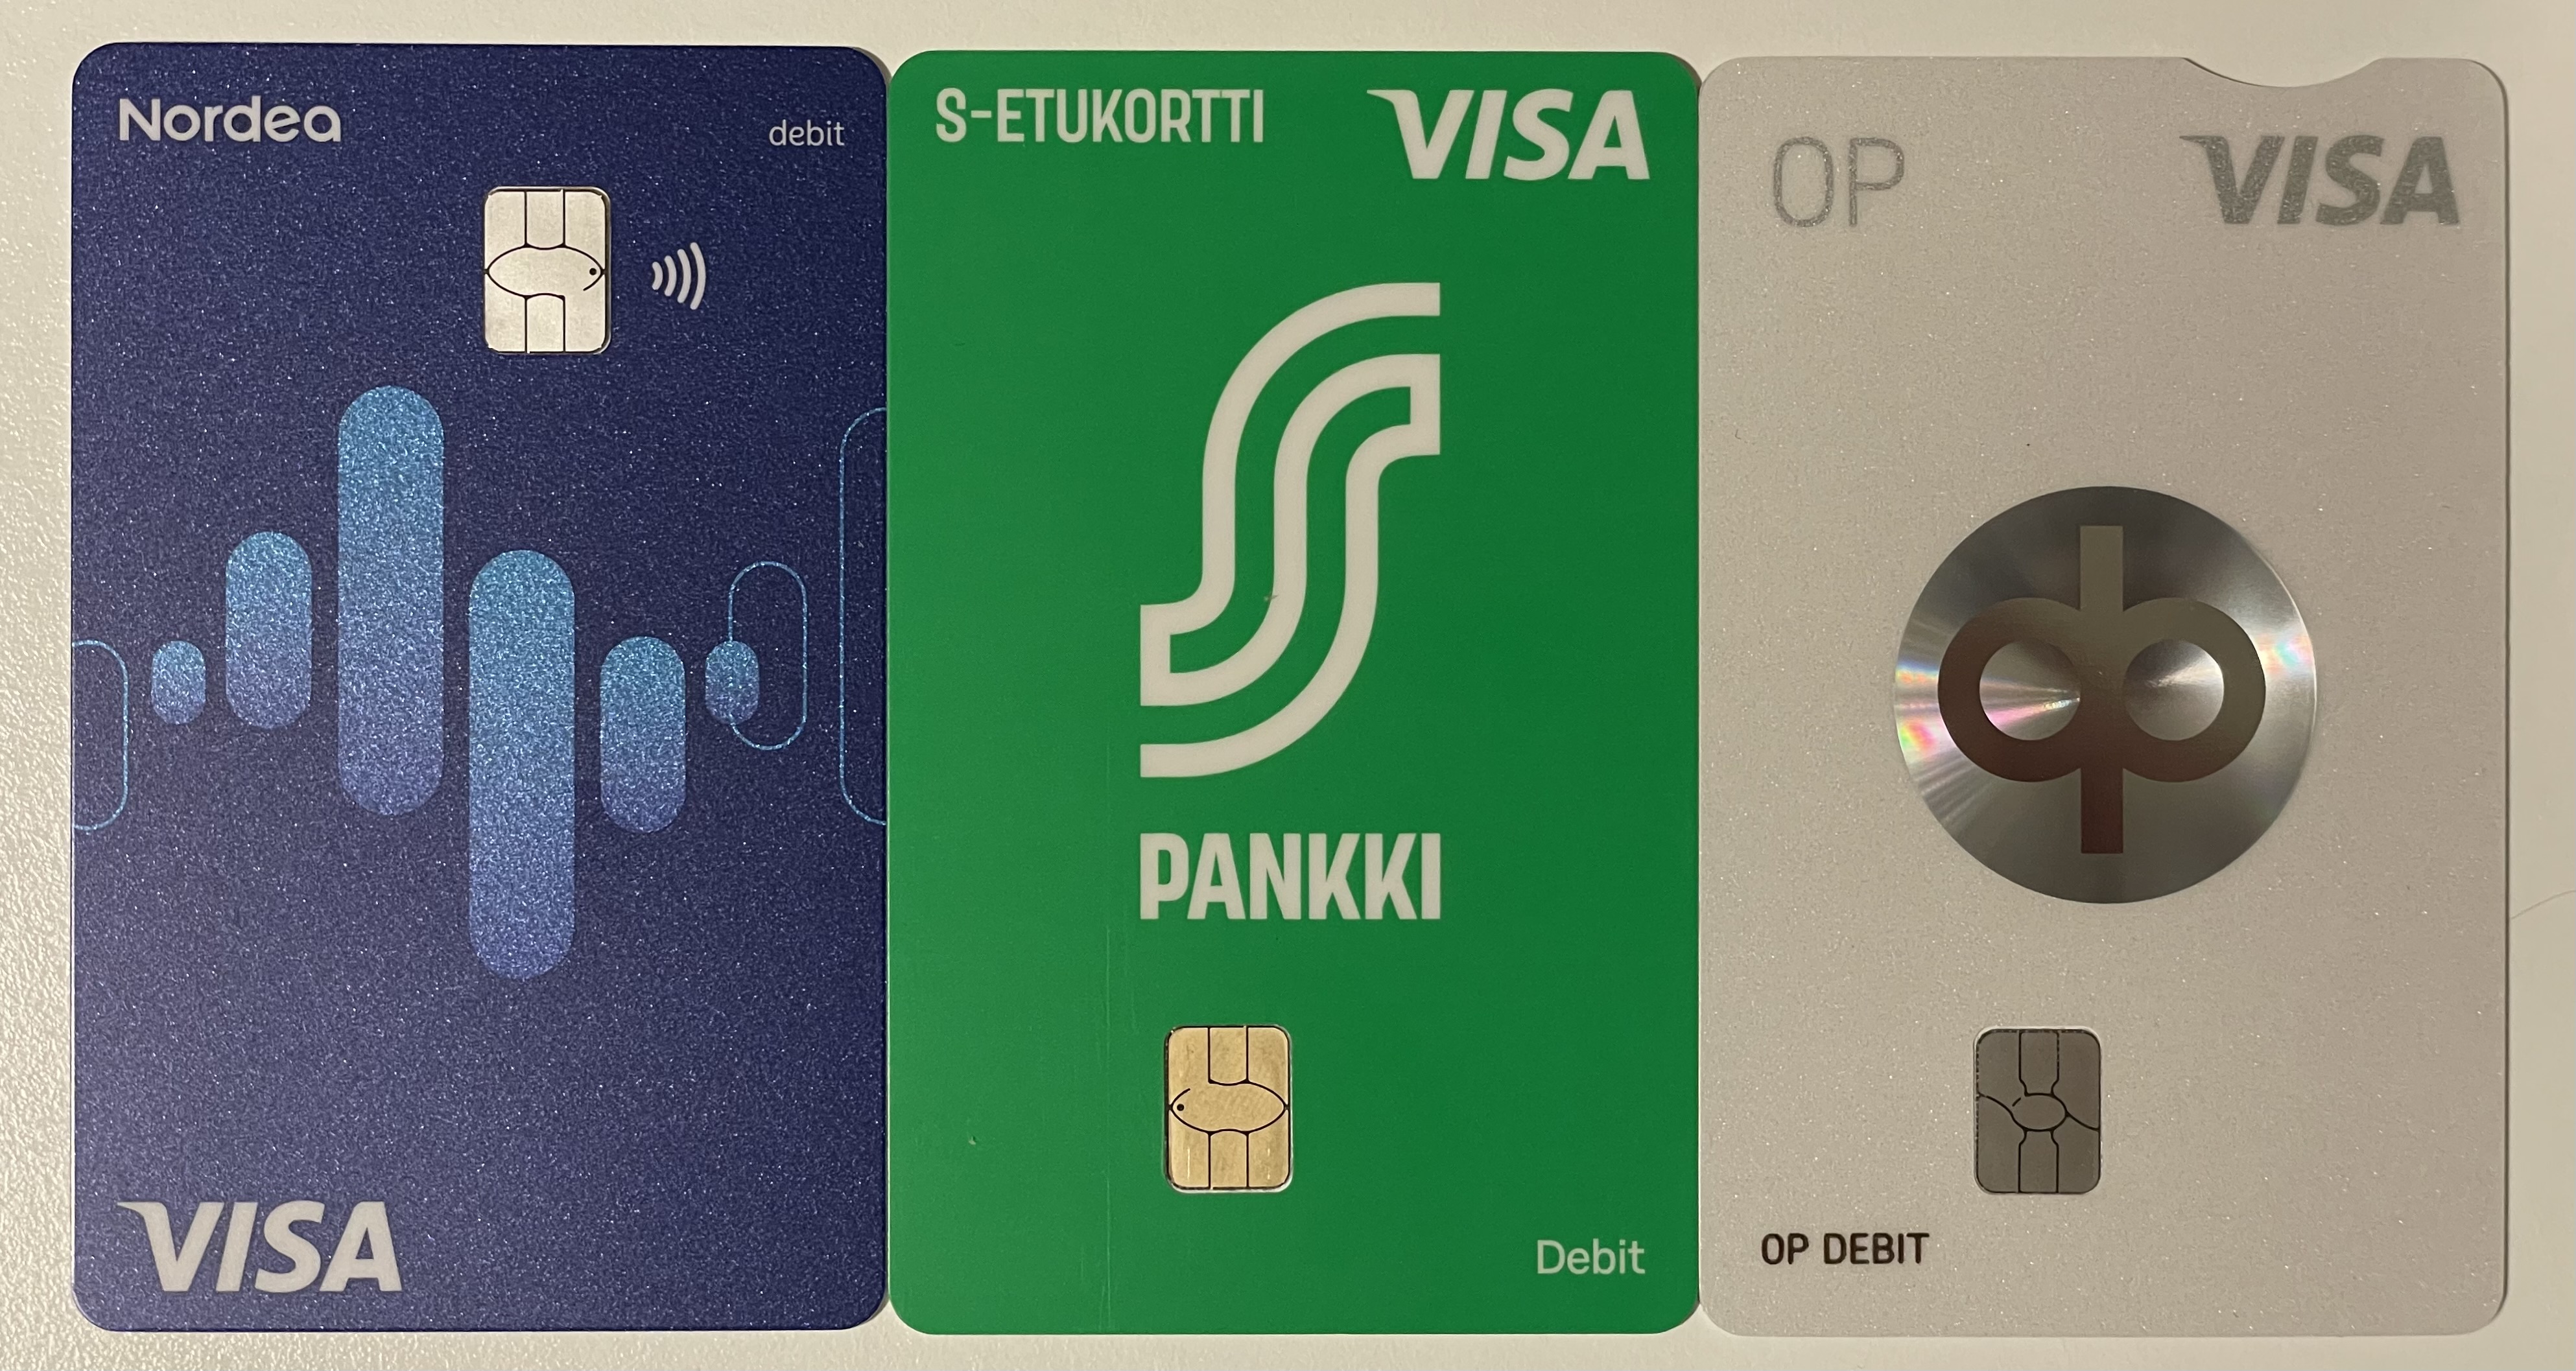 Nordea
debit
VISA
S-ETUKORTTI
VISA
PANKKI
Debit
OP
VISA
OP DEBIT